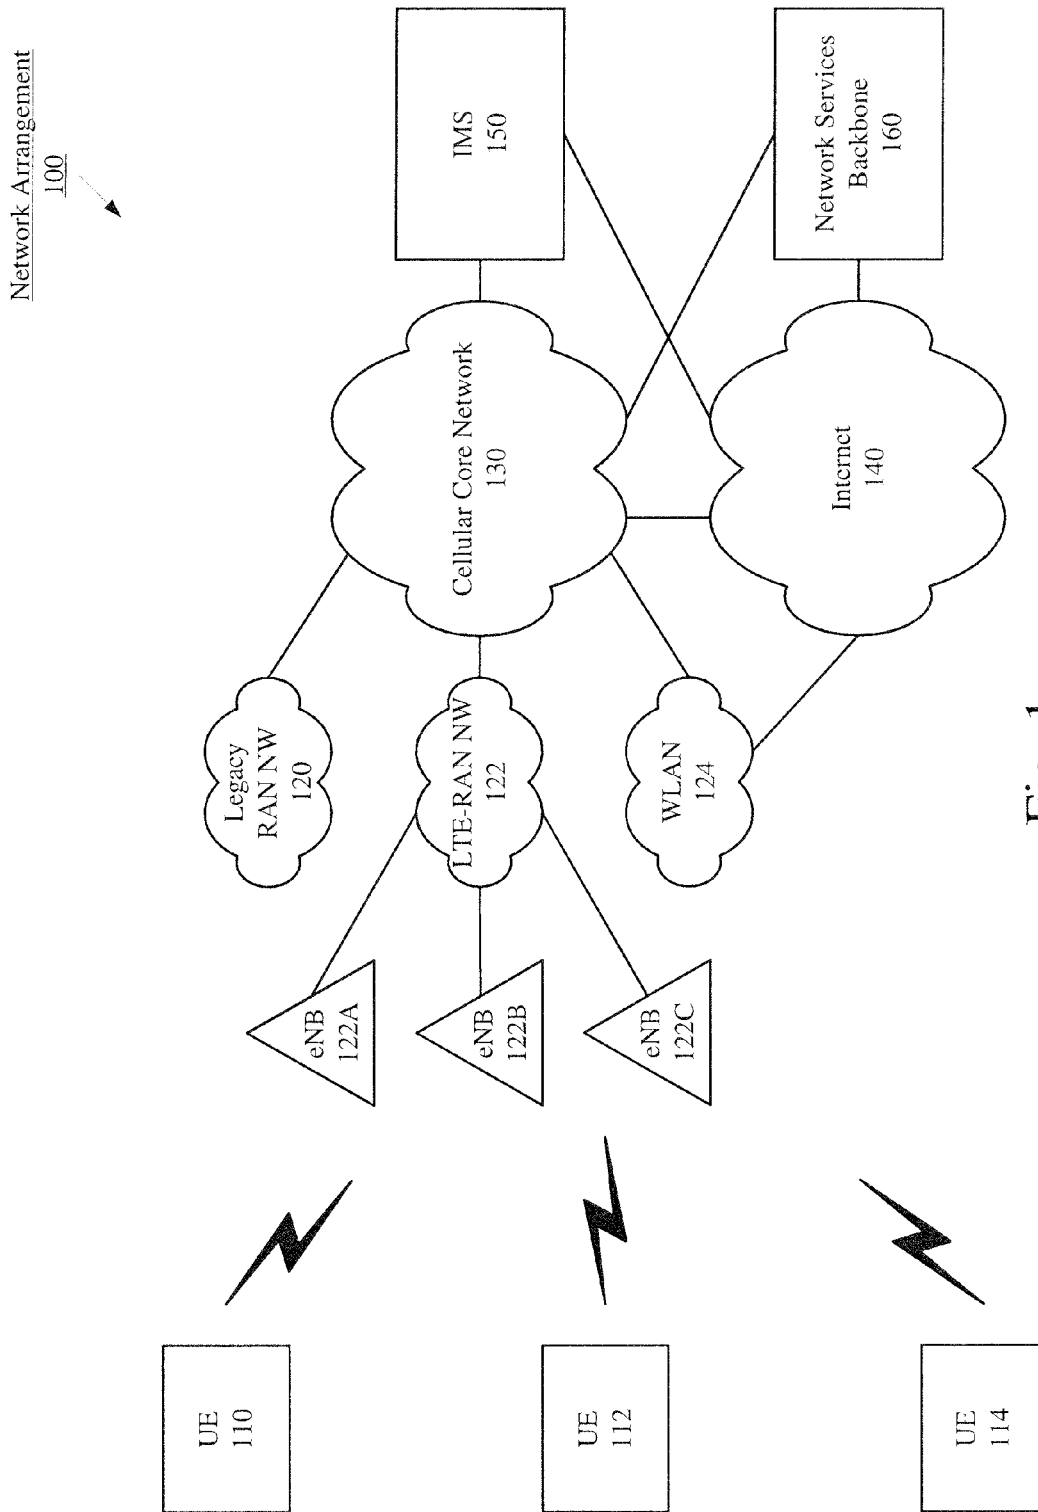 Network Arrangement
100
UE
110
UE
112
UE
114
eNB
122A
eNB
122B
eNB
122C
Legacy
RAN NW
120
LTE-RAN NW
122
WLAN
124
Cellular Core Network
130
Internet
140
IMS
150
Network Services
Backbone
160